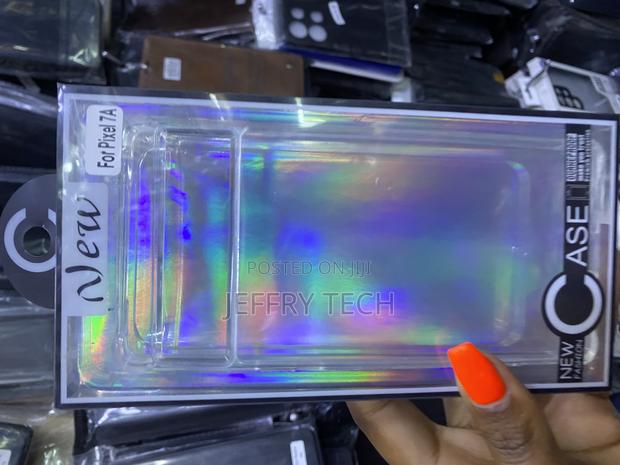 For Pixel 7A
New
POSTED ON JIJI
JEFFRY TECH
CASE
NEW
FASHION